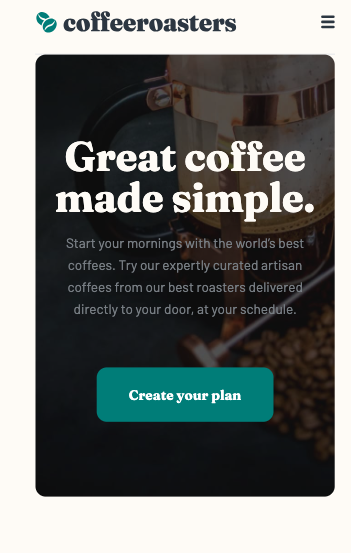 coffeeroasters
Great coffee
made simple.
Start your mornings with the world’s best
coffees. Try our expertly curated artisan
coffees from our best roasters delivered
directly to your door, at your schedule.
Create your plan